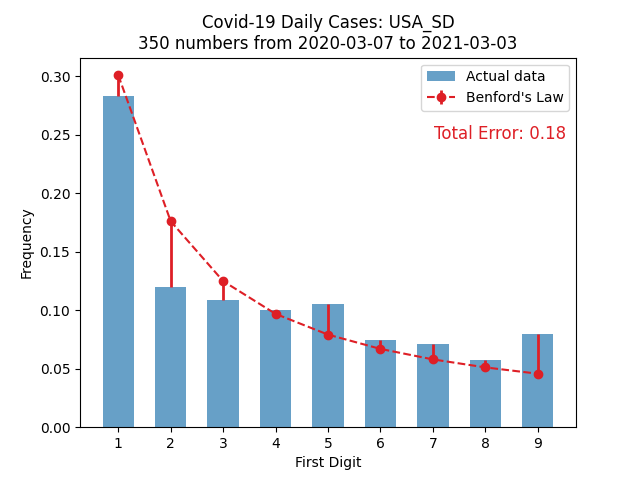 Covid-19 Daily Cases: USA_SD
350 numbers from 2020-03-07 to 2021-03-03
Actual data
Benford's Law
Total Error: 0.18
Frequency
0.30
0.25
0.20
0.15
0.10
0.05
0.00
1 2 3 4 5 6 7 8 9
First Digit